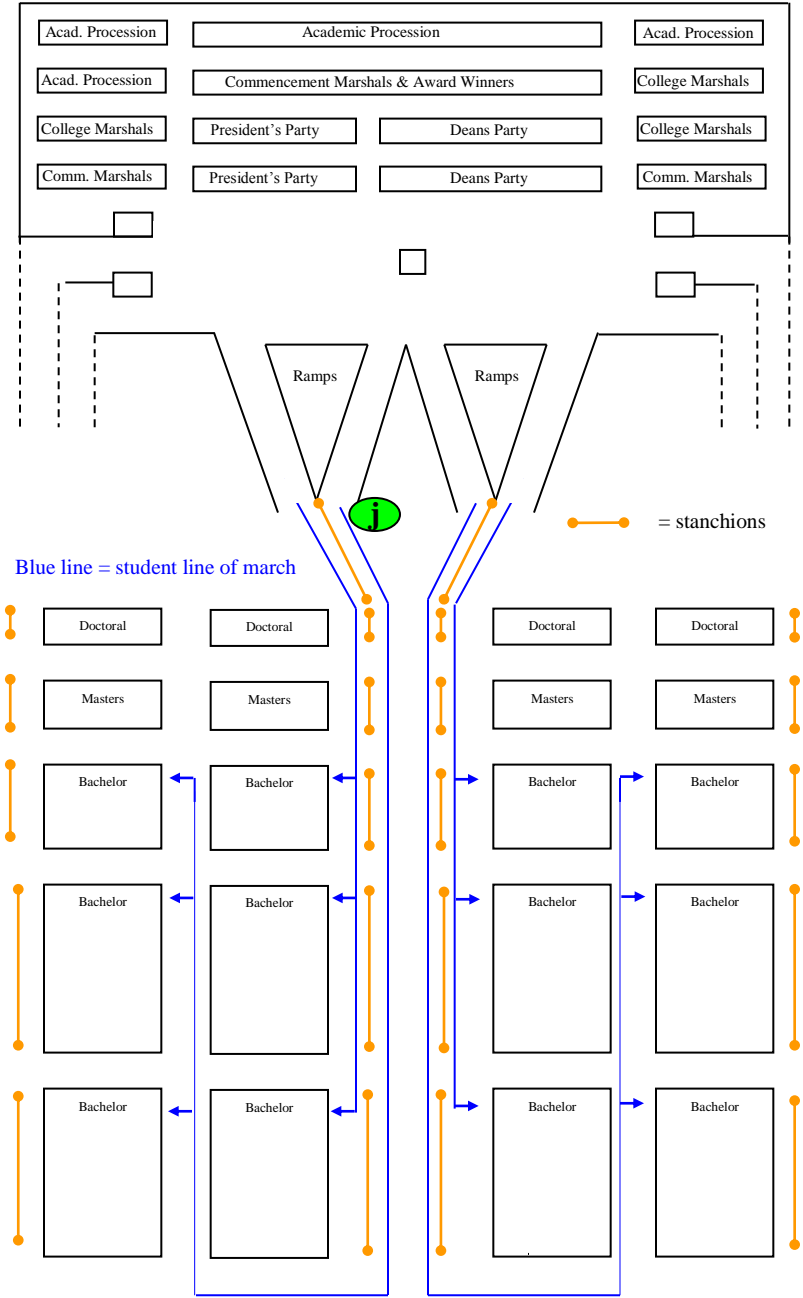 Acad. Procession Academic Procession Acad. Procession
Acad. Procession Commencement Marshals & Award Winners College Marshals
College Marshals President’s Party Deans Party College Marshals
Comm. Marshals President’s Party Deans Party Comm. Marshals
Ramps Ramps
j
= stanchions
Blue line = student line of march
Doctoral Doctoral Doctoral Doctoral
Masters Masters Masters Masters
Bachelor Bachelor Bachelor Bachelor
Bachelor Bachelor Bachelor Bachelor
Bachelor Bachelor Bachelor Bachelor